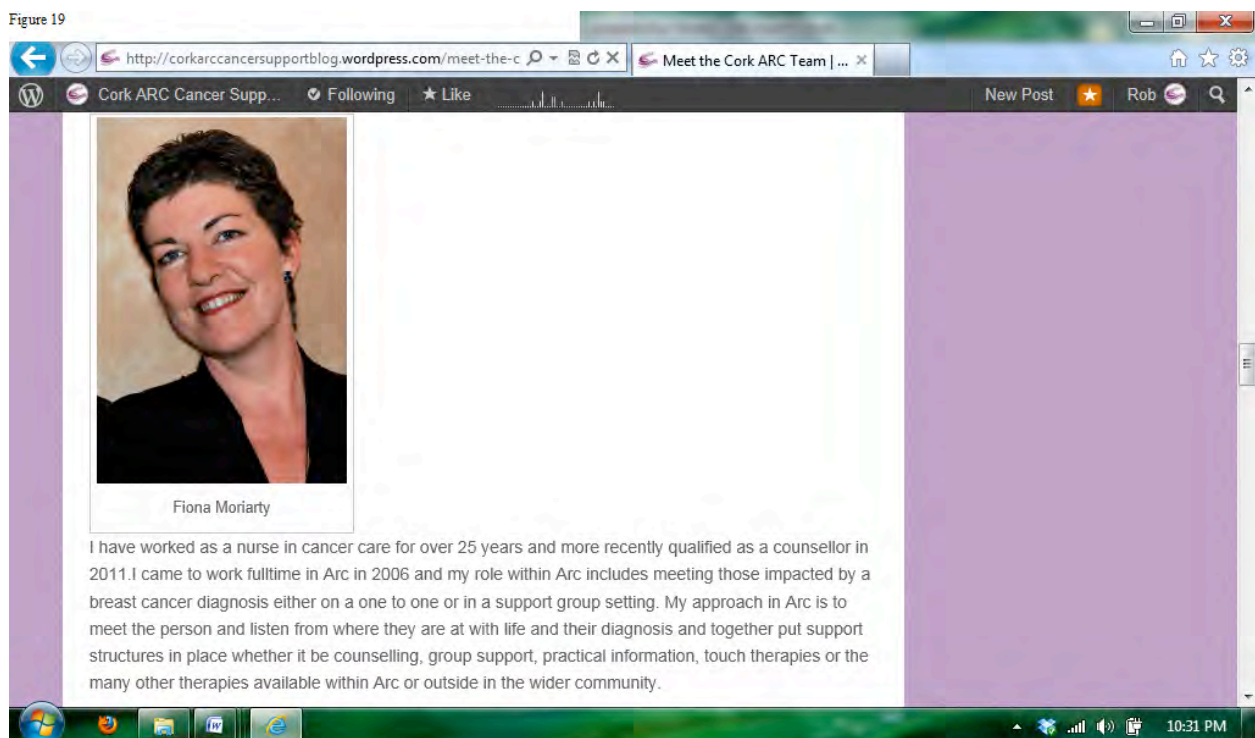 Figure 19
http://corkarccancersupportblog.wordpress.com/meet-the-c
Meet the Cork ARC Team | ...
Cork ARC Cancer Supp...
Following
Like
New Post
Rob
Fiona Moriarty
I have worked as a nurse in cancer care for over 25 years and more recently qualified as a counsellor in
2011.I came to work fulltime in Arc in 2006 and my role within Arc includes meeting those impacted by a
breast cancer diagnosis either on a one to one or in a support group setting. My approach in Arc is to
meet the person and listen from where they are at with life and their diagnosis and together put support
structures in place whether it be counselling, group support, practical information, touch therapies or the
many other therapies available within Arc or outside in the wider community.
10:31 PM